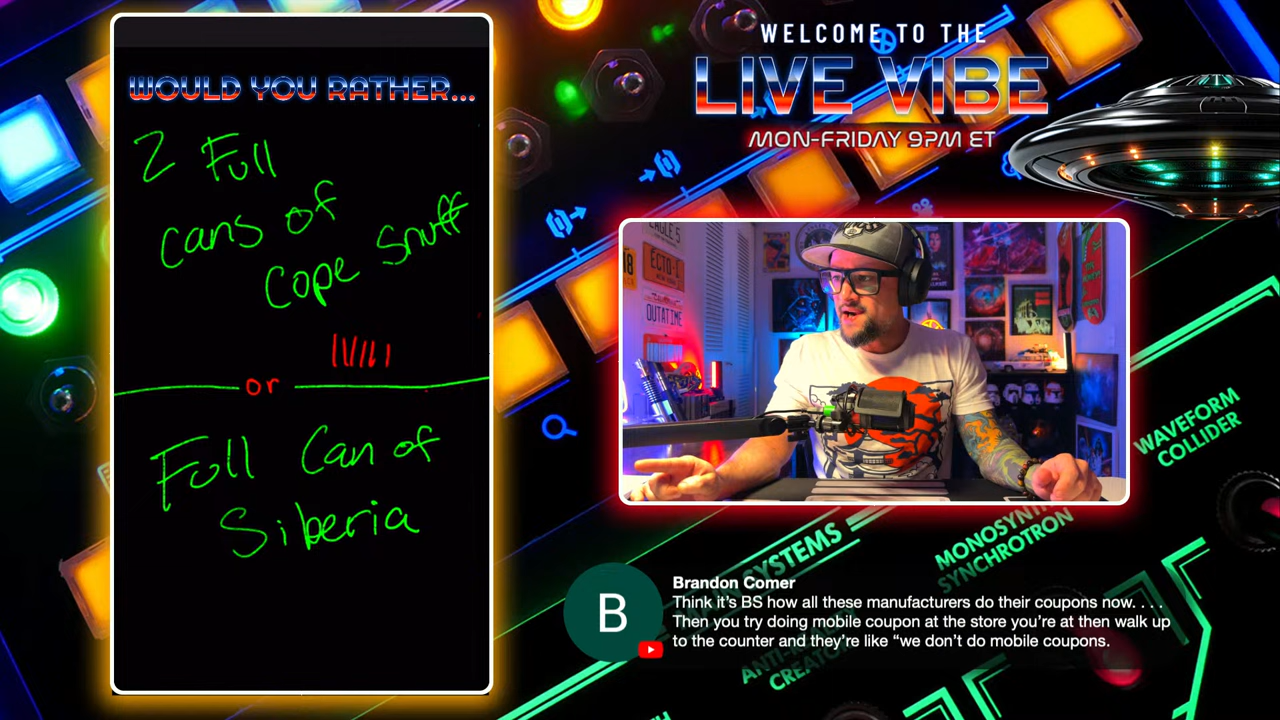 WOULD YOU RATHER...
2 Full
cans of
Cope Snuff
or
Full Can of
Siberia
WELCOME TO THE
LIVE VIBE
MON-FRIDAY 9PM ET
ECTO-1
OUTATIME
WAVEFORM
COLLIDER
SYSTEMS
MONOSYNTH
SYNCHROTRON
B
Brandon Comer
Think it's BS how all these manufacturers do their coupons now. . . .
Then you try doing mobile coupon at the store you're at then walk up
to the counter and they're like “we don't do mobile coupons.